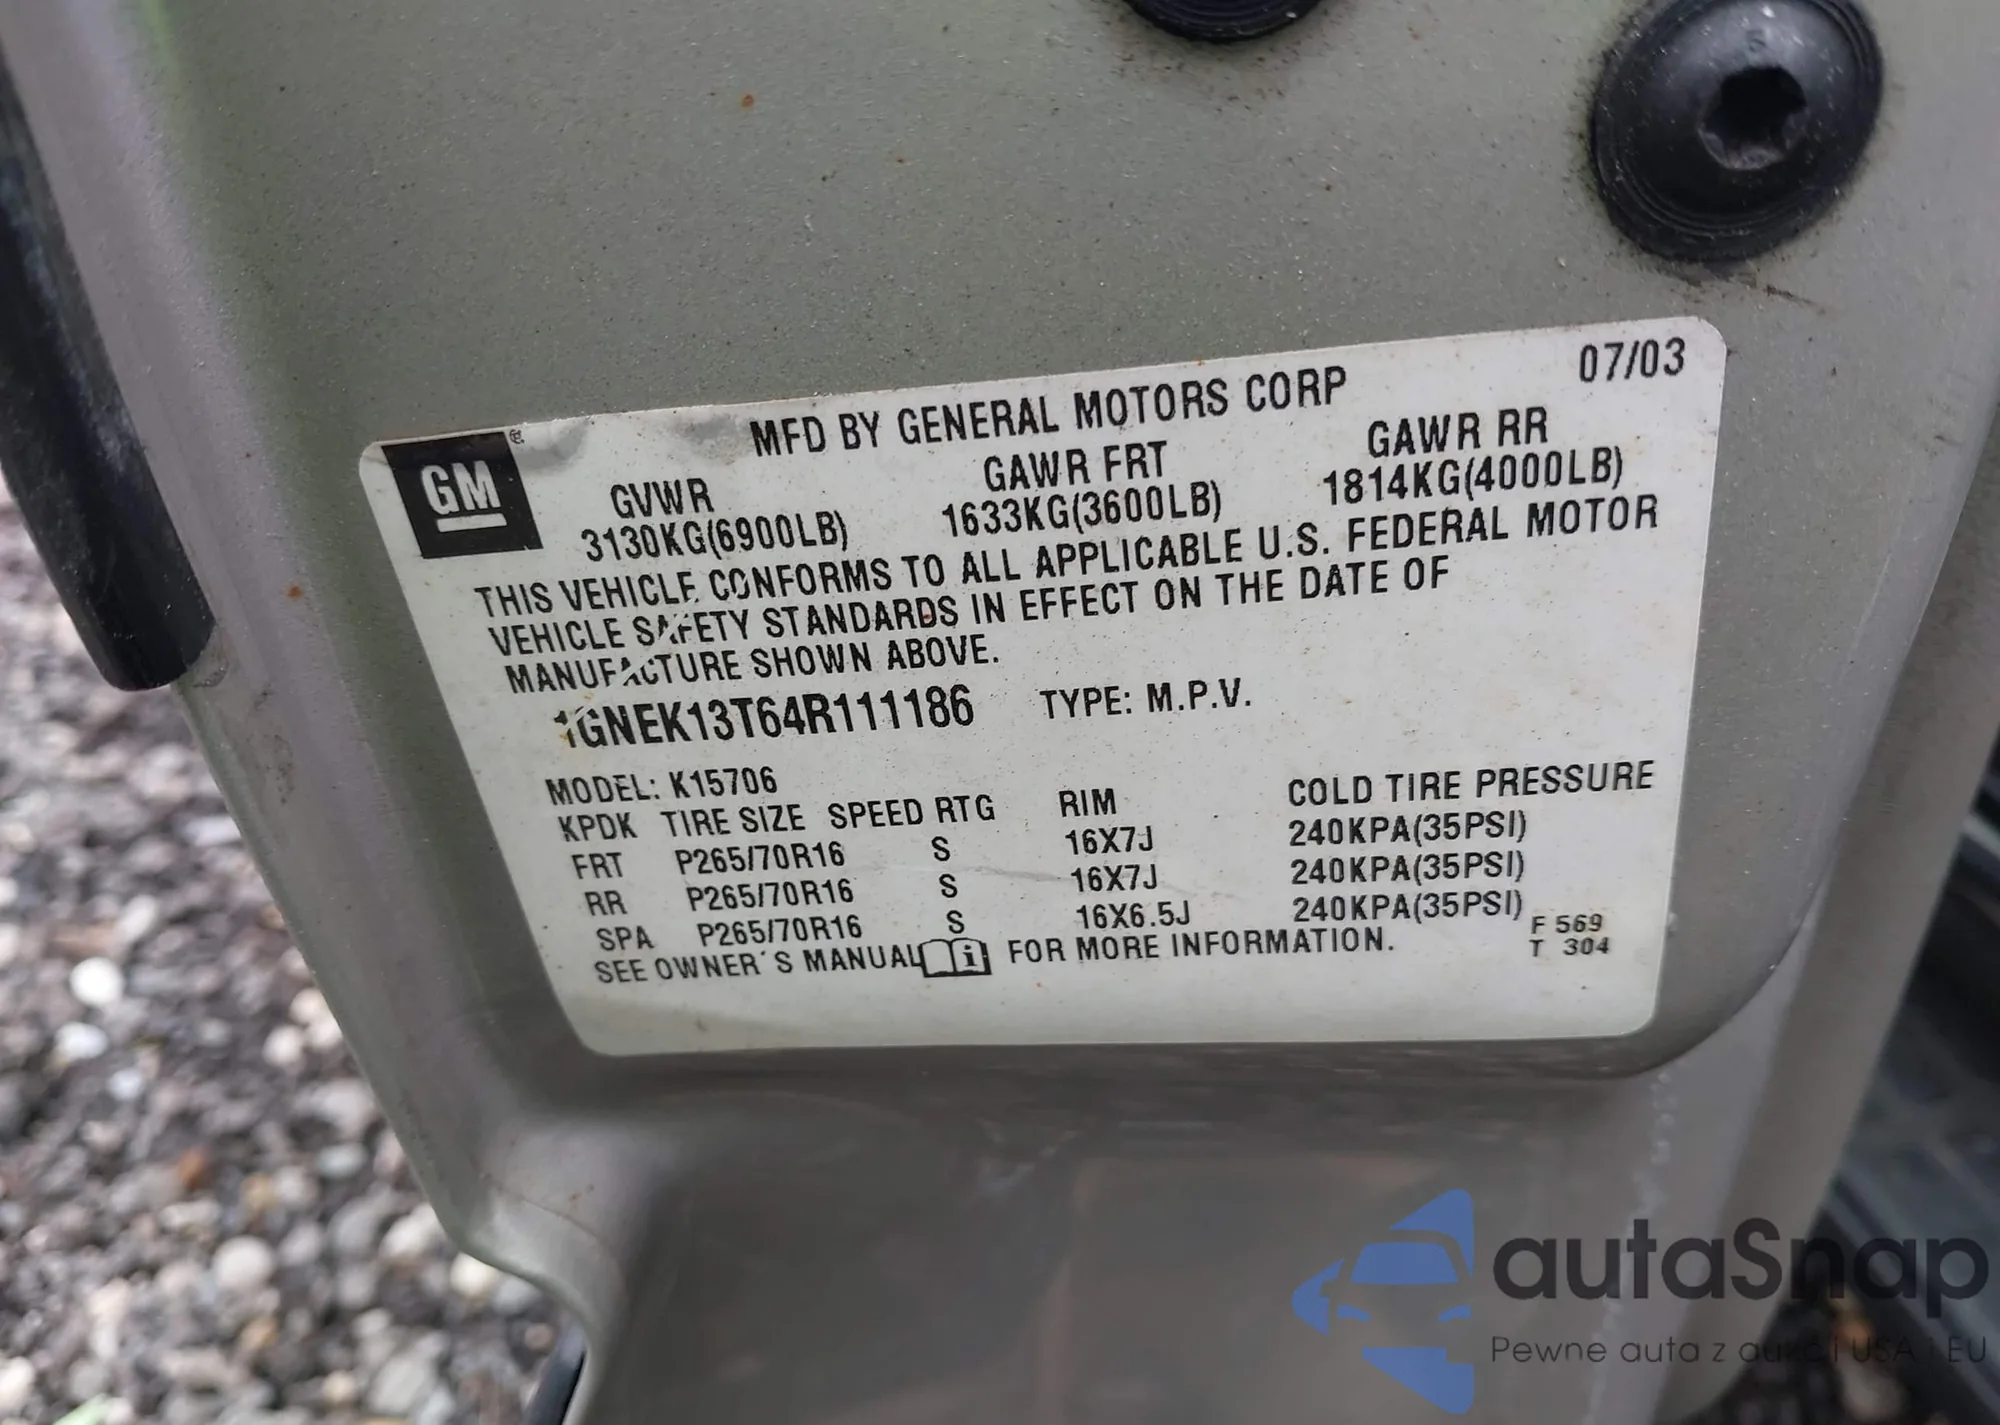 MFD BY GENERAL MOTORS CORP 07/03
GM
GVWR GAWR FRT GAWR RR
3130KG(6900LB) 1633KG(3600LB) 1814KG(4000LB)
THIS VEHICLE CONFORMS TO ALL APPLICABLE U.S. FEDERAL MOTOR
VEHICLE SAFETY STANDARDS IN EFFECT ON THE DATE OF
MANUFACTURE SHOWN ABOVE.
1GNEK13T64R111186 TYPE: M.P.V.
MODEL: K15706
KPDK TIRE SIZE SPEED RTG RIM COLD TIRE PRESSURE
FRT P265/70R16 S 16X7J 240KPA(35PSI)
RR P265/70R16 S 16X7J 240KPA(35PSI)
SPA P265/70R16 S 16X6.5J 240KPA(35PSI)
SEE OWNER'S MANUAL i FOR MORE INFORMATION.
F 569
T 304
autaSnap
Pewne auta z aukcji USA i EU